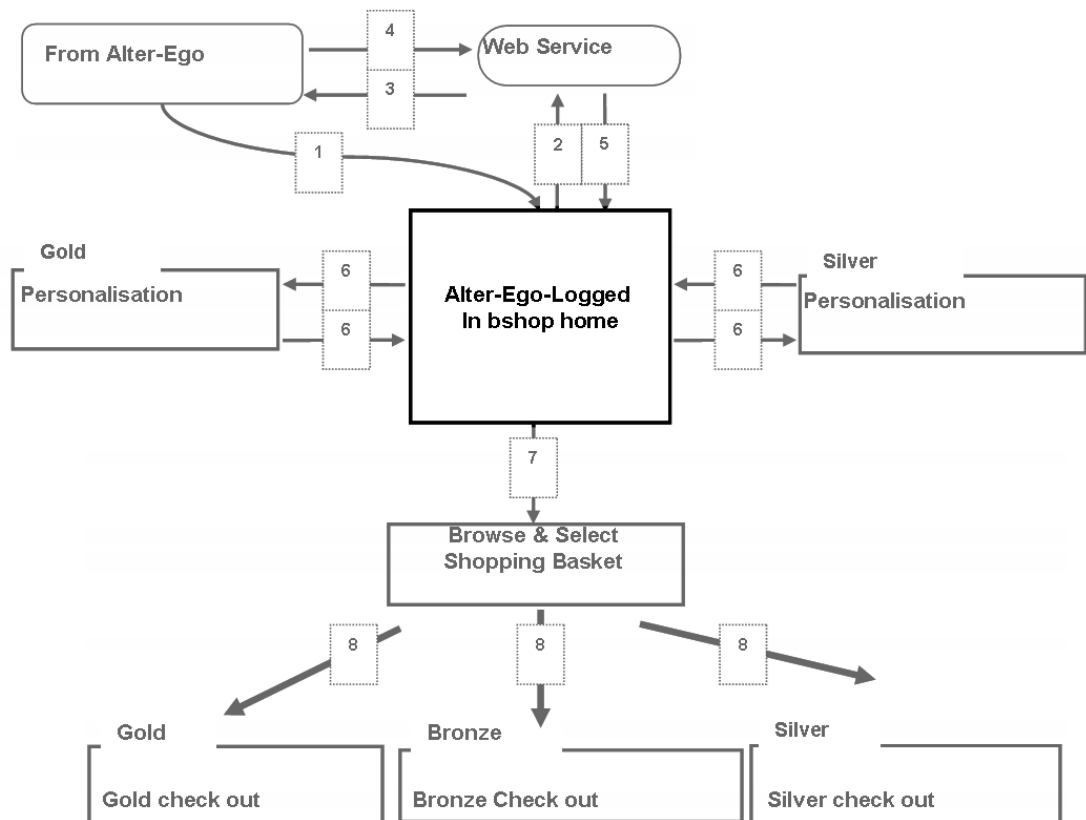 From Alter-Ego
4
Web Service
3
1
2
5
Gold
Personalisation
6
6
Alter-Ego-Logged
In bshop home
6
6
Silver
Personalisation
7
Browse & Select
Shopping Basket
8
8
8
Gold
Gold check out
Bronze
Bronze Check out
Silver
Silver check out